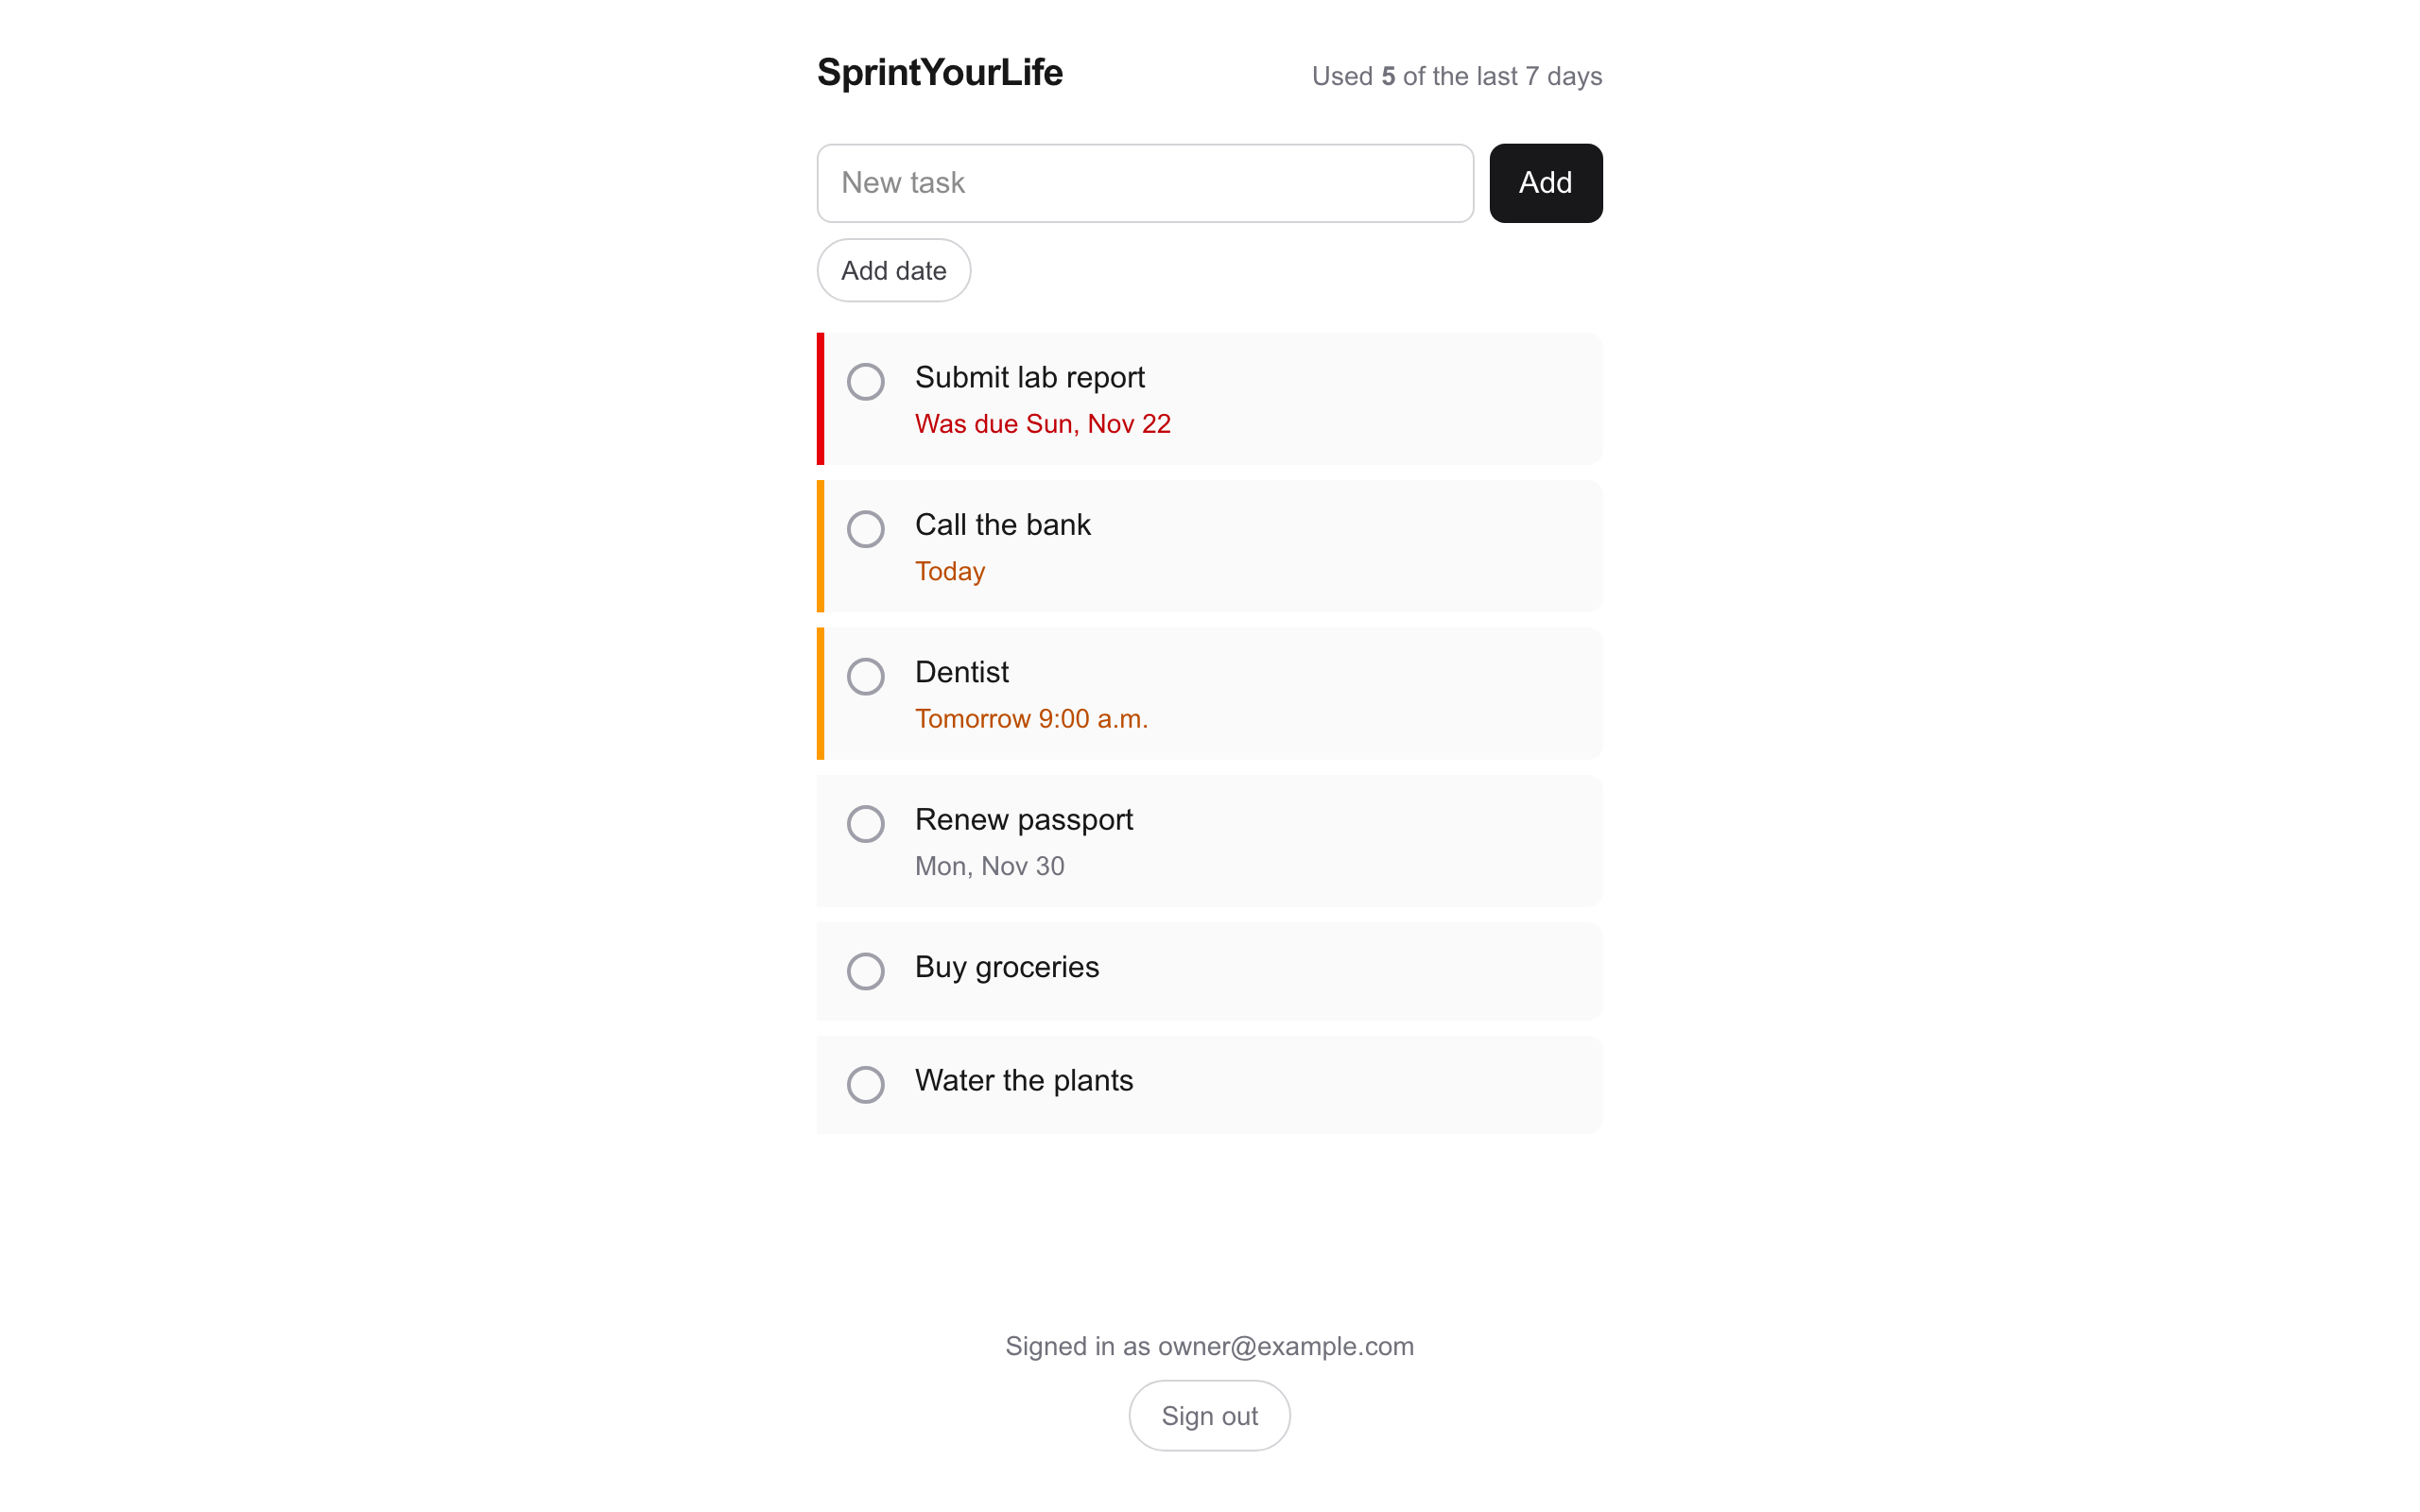 SprintYourLife
Used 5 of the last 7 days
New task
Add
Add date
Submit lab report
Was due Sun, Nov 22
Call the bank
Today
Dentist
Tomorrow 9:00 a.m.
Renew passport
Mon, Nov 30
Buy groceries
Water the plants
Signed in as owner@example.com
Sign out